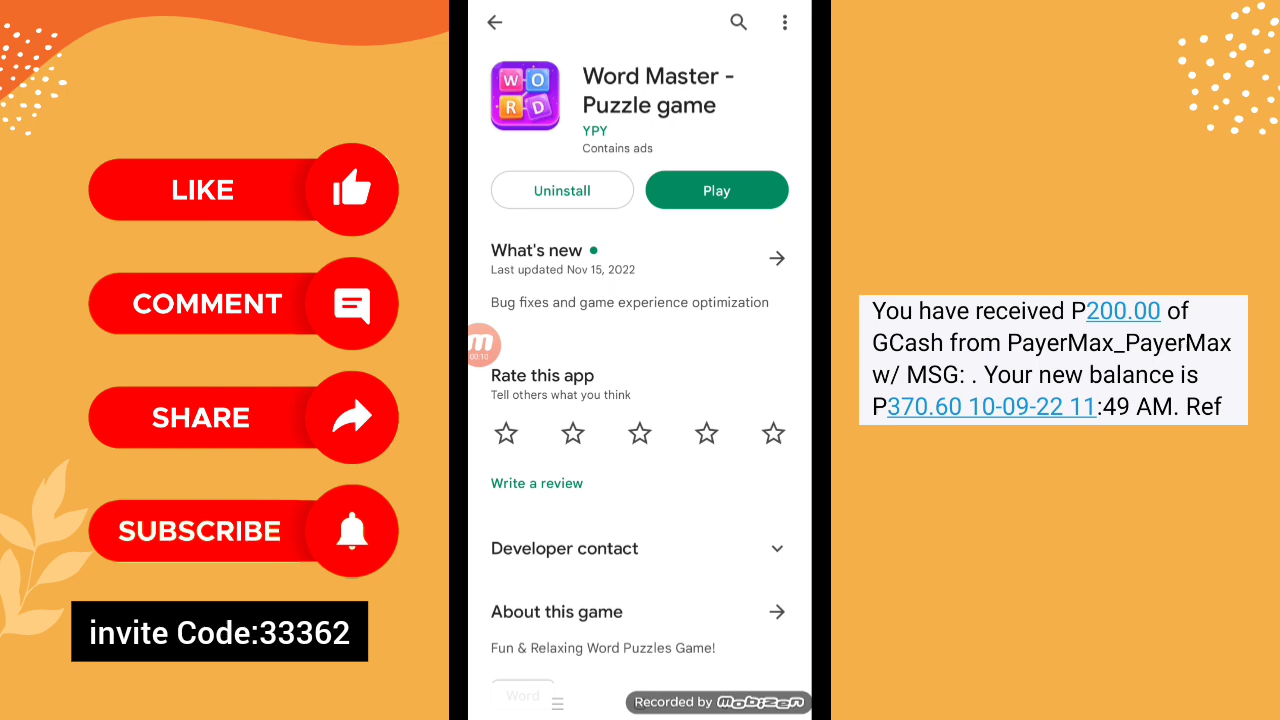 LIKE
COMMENT
SHARE
SUBSCRIBE
invite Code:33362
W O
R D
Word Master -
Puzzle game
YPY
Contains ads
Uninstall
Play
What's new
Last updated Nov 15, 2022
Bug fixes and game experience optimization
m
00:10
Rate this app
Tell others what you think
Write a review
Developer contact
About this game
Fun & Relaxing Word Puzzles Game!
Word
Recorded by mobizen
You have received P200.00 of
GCash from PayerMax_PayerMax
w/ MSG: . Your new balance is
P370.60 10-09-22 11:49 AM. Ref